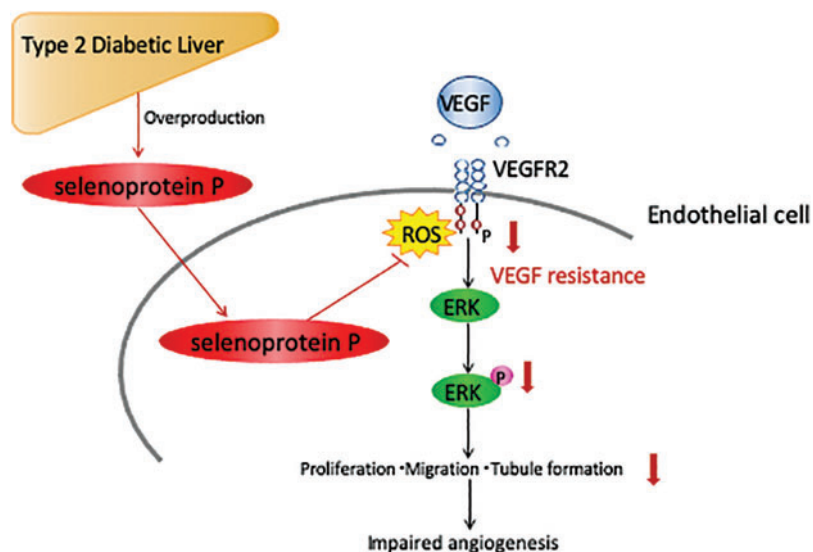 Type 2 Diabetic Liver
Overproduction
selenoprotein P
VEGF
VEGFR2
Endothelial cell
ROS
P
VEGF resistance
ERK
selenoprotein P
ERK
P
Proliferation・Migration・Tubule formation
Impaired angiogenesis